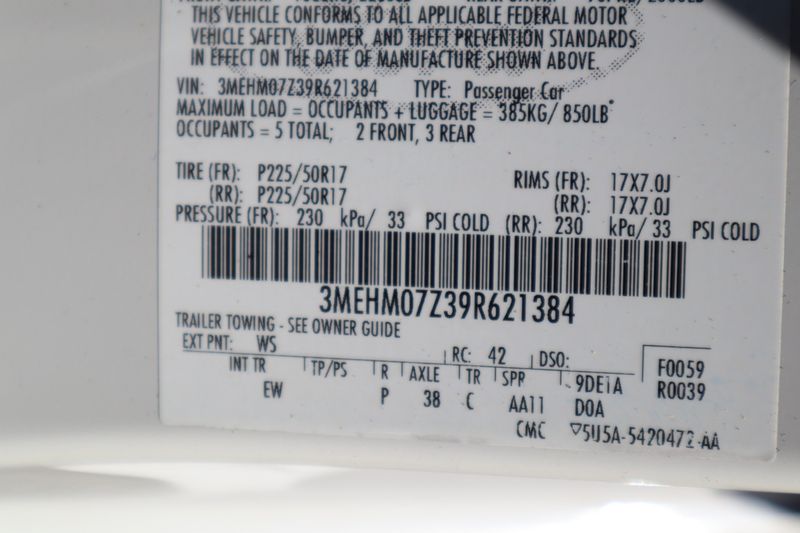 THIS VEHICLE CONFORMS TO ALL APPLICABLE FEDERAL MOTOR
VEHICLE SAFETY, BUMPER, AND THEFT PREVENTION STANDARDS
IN EFFECT ON THE DATE OF MANUFACTURE SHOWN ABOVE.
VIN: 3MEHM07Z39R621384 TYPE: Passenger Car
MAXIMUM LOAD = OCCUPANTS + LUGGAGE = 385KG/ 850LB*
OCCUPANTS = 5 TOTAL; 2 FRONT, 3 REAR
TIRE (FR): P225/50R17 RIMS (FR): 17X7.0J
(RR): P225/50R17 (RR): 17X7.0J
PRESSURE (FR): 230 kPa/ 33 PSI COLD (RR): 230 kPa/ 33 PSI COLD
3MEHM07Z39R621384
TRAILER TOWING - SEE OWNER GUIDE
EXT PNT: WS RC: 42 DSO: F0059
INT TR TP/PS R AXLE TR SPR 9DE1A R0039
EW P 38 C AA11 D0A
CMC ▽5U5A-5420472-AA